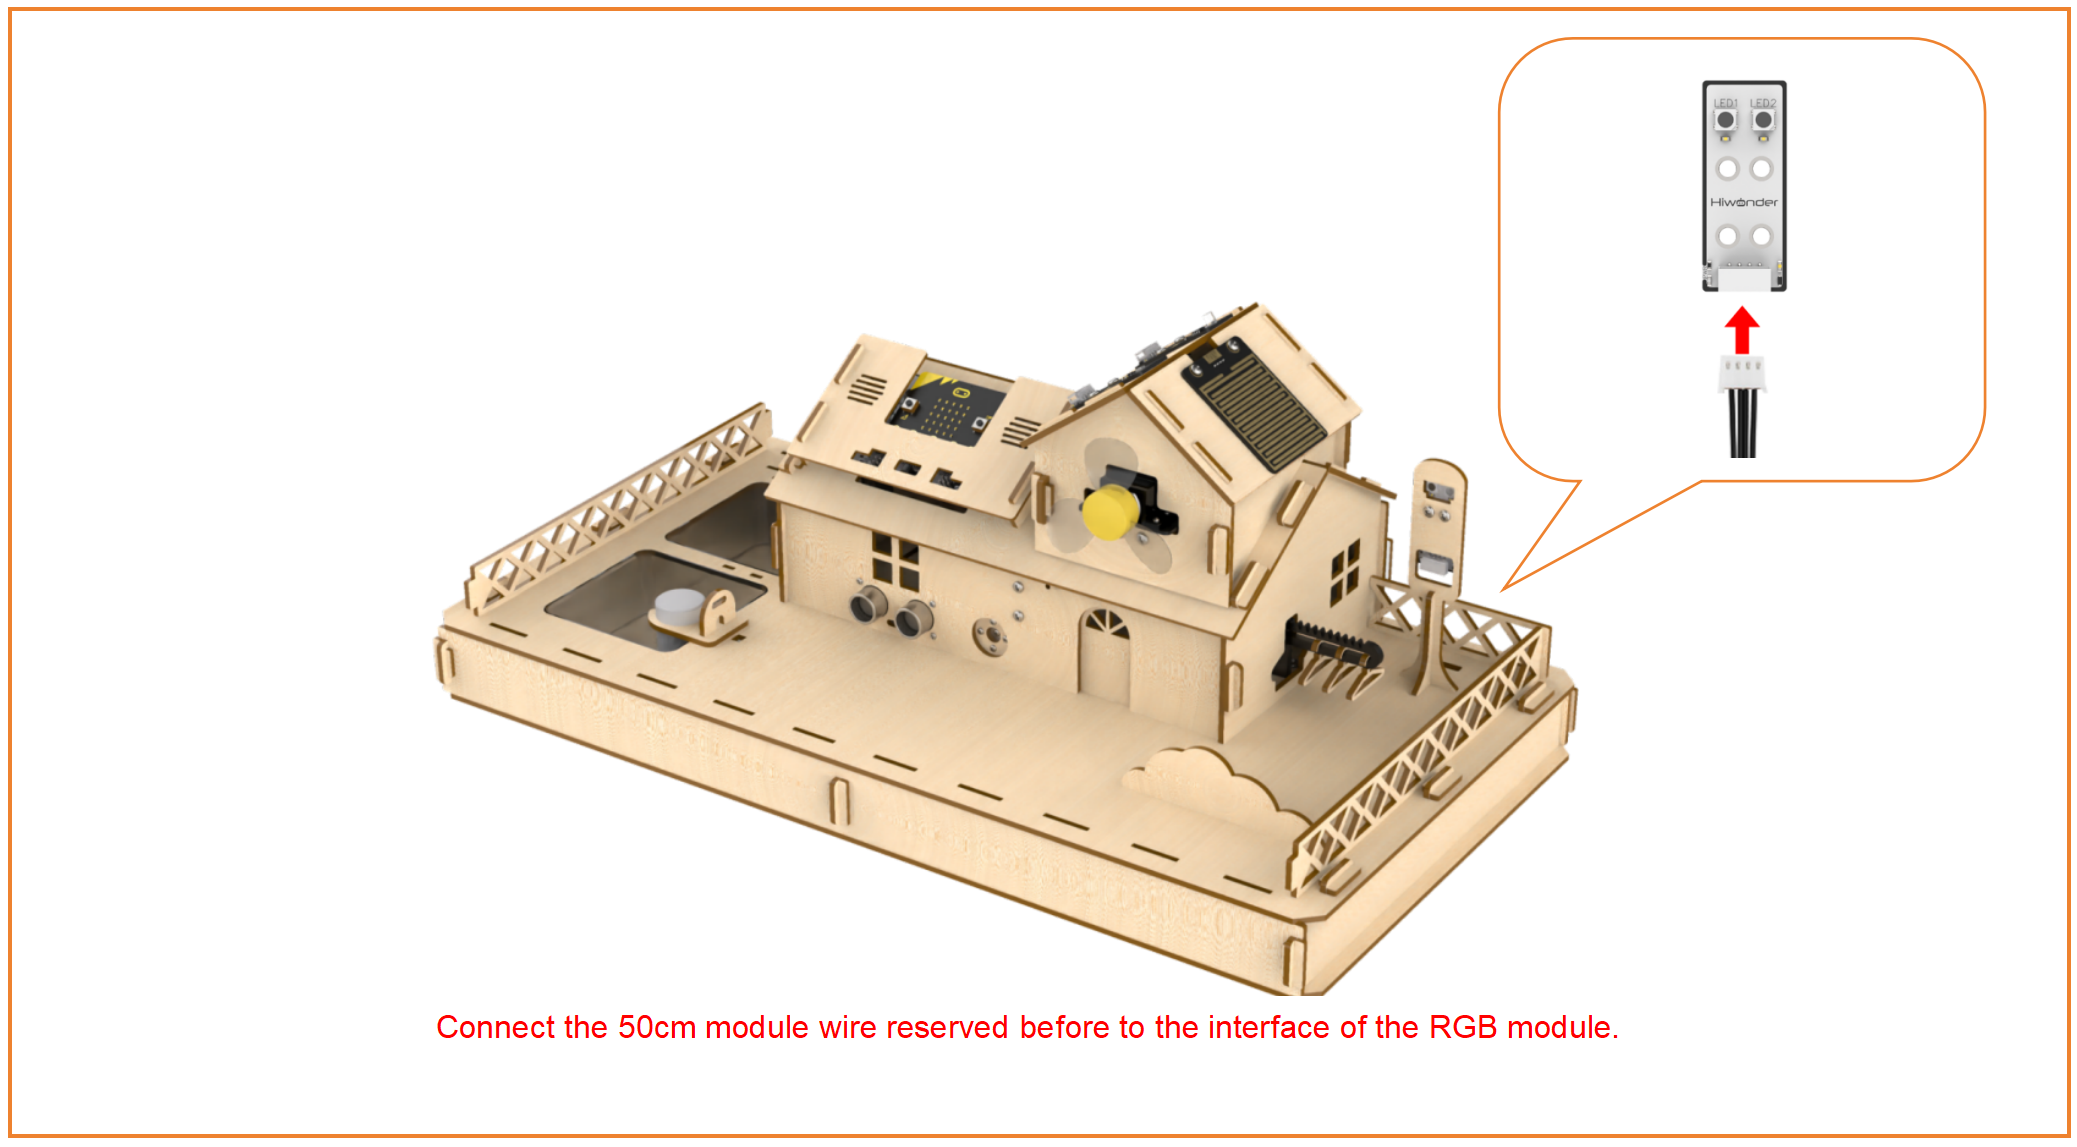 LED1 LED2
Hiwonder
Connect the 50cm module wire reserved before to the interface of the RGB module.